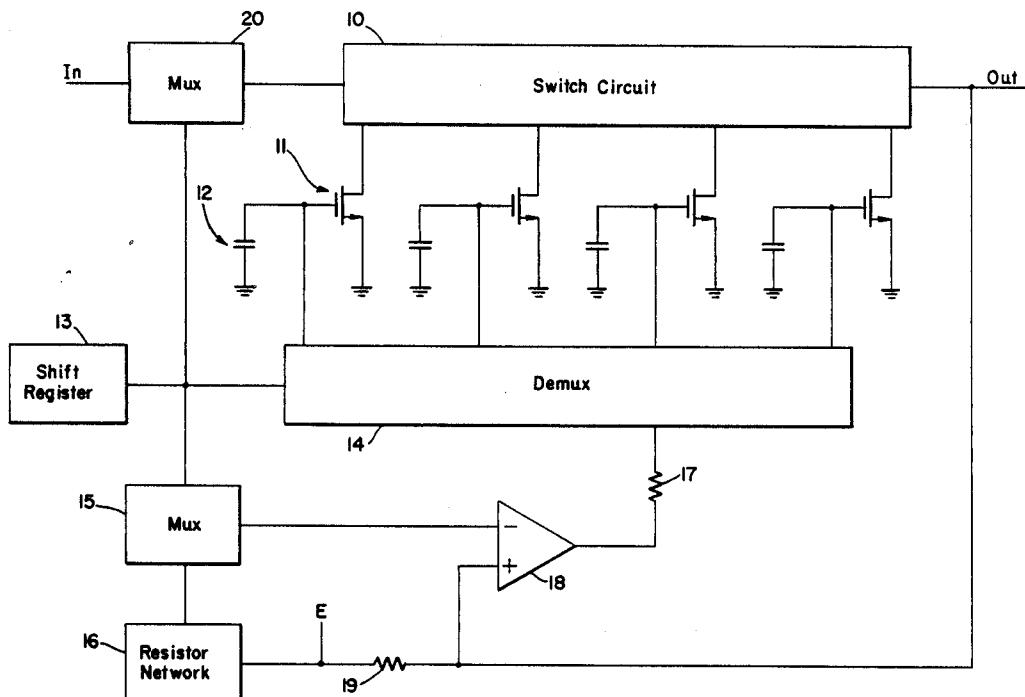 20
10
In
Mux
Switch Circuit
Out
11
12
13
Shift
Register
Demux
14
17
15
Mux
−
+
18
E
16
Resistor
Network
19